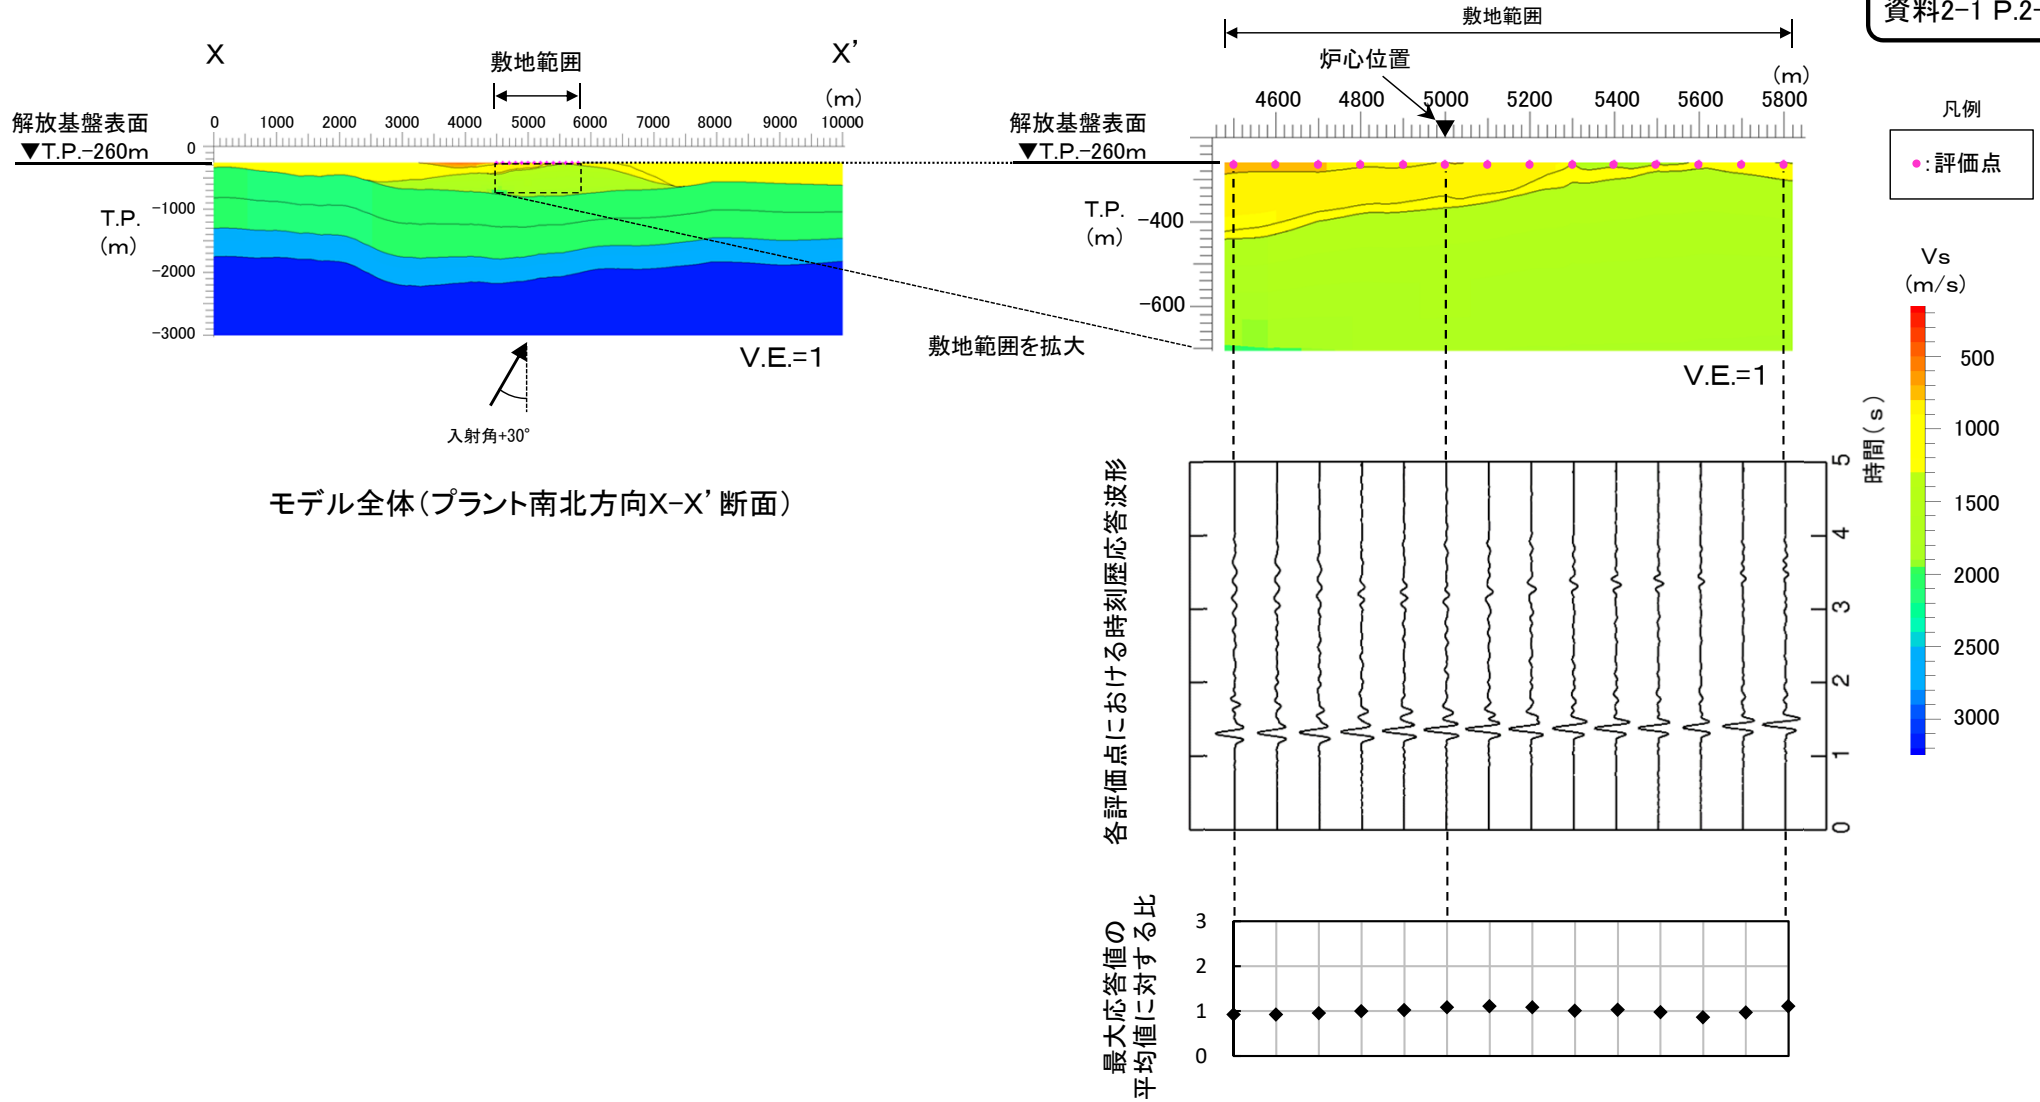 資料2-1 P.2-
X
X’
敷地範囲
(m)
解放基盤表面
▼T.P.-260m
0 1000 2000 3000 4000 5000 6000 7000 8000 9000 10000
0
-1000
-2000
-3000
T.P.
(m)
V.E.=1
入射角+30°
モデル全体(プラント南北方向X-X’断面)
敷地範囲を拡大
敷地範囲
炉心位置
(m)
4600 4800 5000 5200 5400 5600 5800
解放基盤表面
▼T.P.-260m
T.P.
(m)
-400
-600
V.E.=1
凡例
●:評価点
Vs
(m/s)
500
1000
1500
2000
2500
3000
各評価点における時刻歴応答波形
時間(s)
5
4
3
2
1
0
最大応答値の
平均値に対する比
3
2
1
0